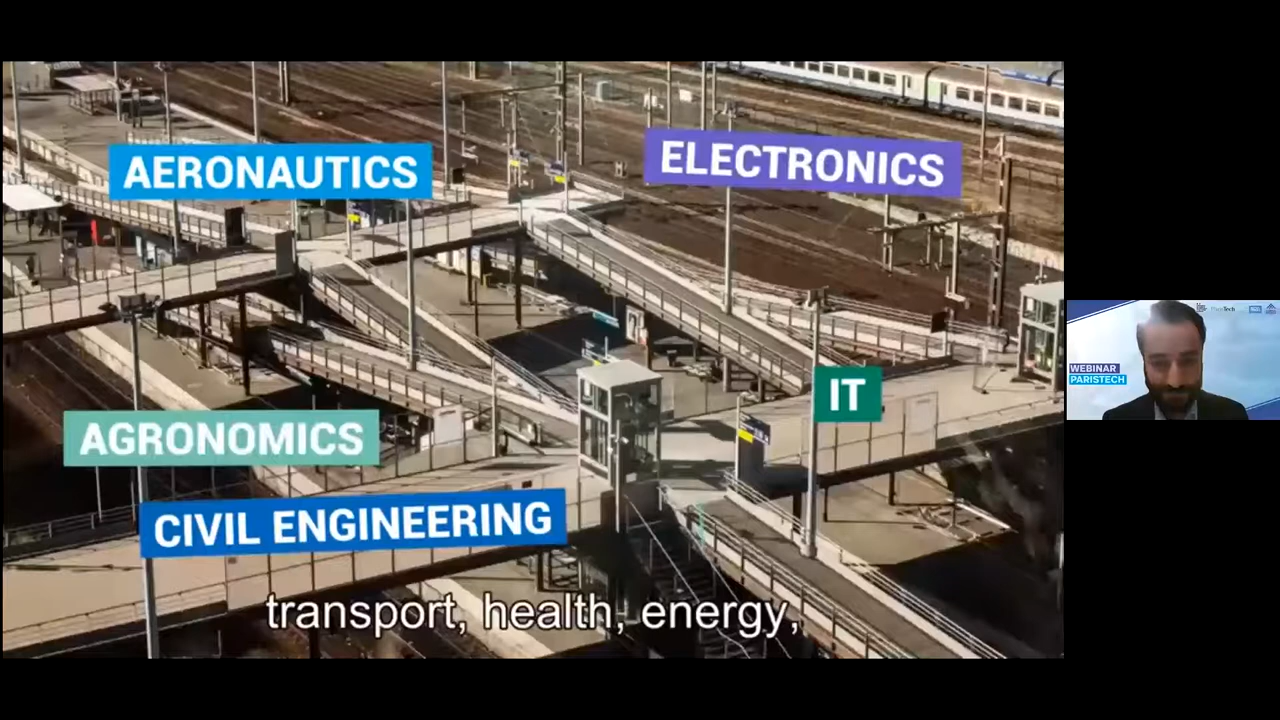 AERONAUTICS
ELECTRONICS
IT
AGRONOMICS
CIVIL ENGINEERING
transport, health, energy,
WEBINAR
PARISTECH